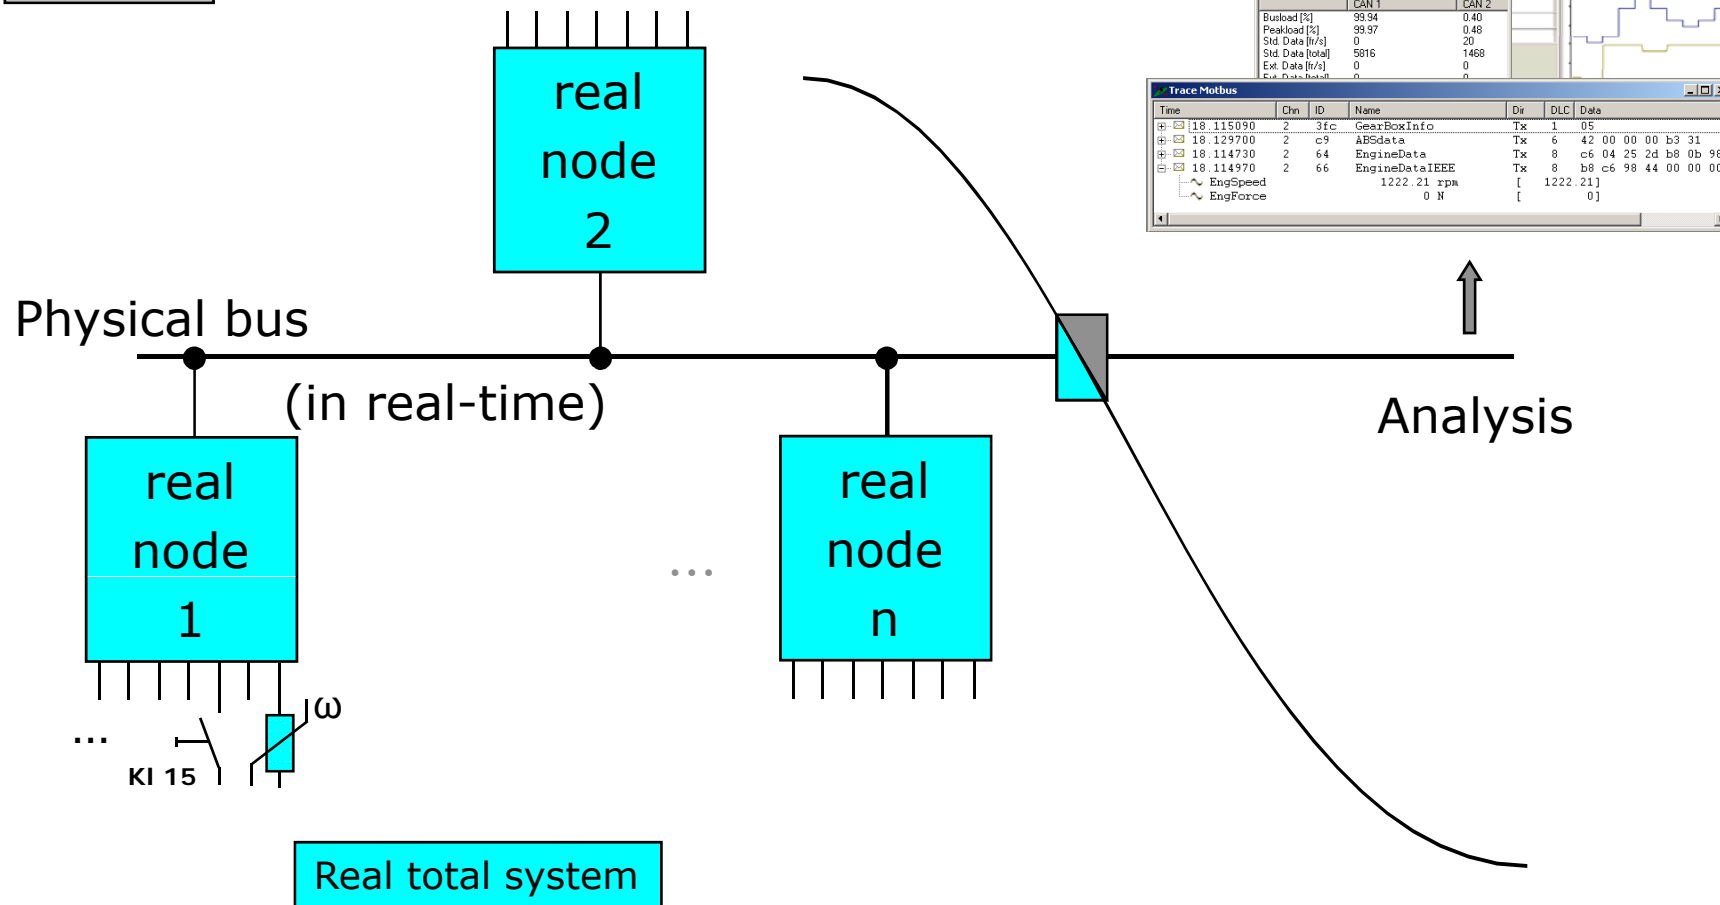 CAN 1 CAN 2
Busload [%] 99.94 0.40
Peakload [%] 99.97 0.48
Std. Data [fr/s] 0 20
Std. Data [total] 5816 1468
Ext. Data [fr/s] 0 0
Trace Motbus
Time Chn ID Name Dir DLC Data
18.115090 2 3fc GearBoxInfo Tx 1 05
18.129700 2 c9 ABSdata Tx 6 42 00 00 00 b3 31
18.114730 2 64 EngineData Tx 8 c6 04 25 2d b8 0b 98
18.114970 2 66 EngineDataIEEE Tx 8 b8 c6 98 44 00 00 00
EngSpeed 1222.21 rpm [ 1222.21]
EngForce 0 N [ 0]
real
node
2
Physical bus
(in real-time)
Analysis
real
node
1
...
real
node
n
ω
...
Kl 15
Real total system